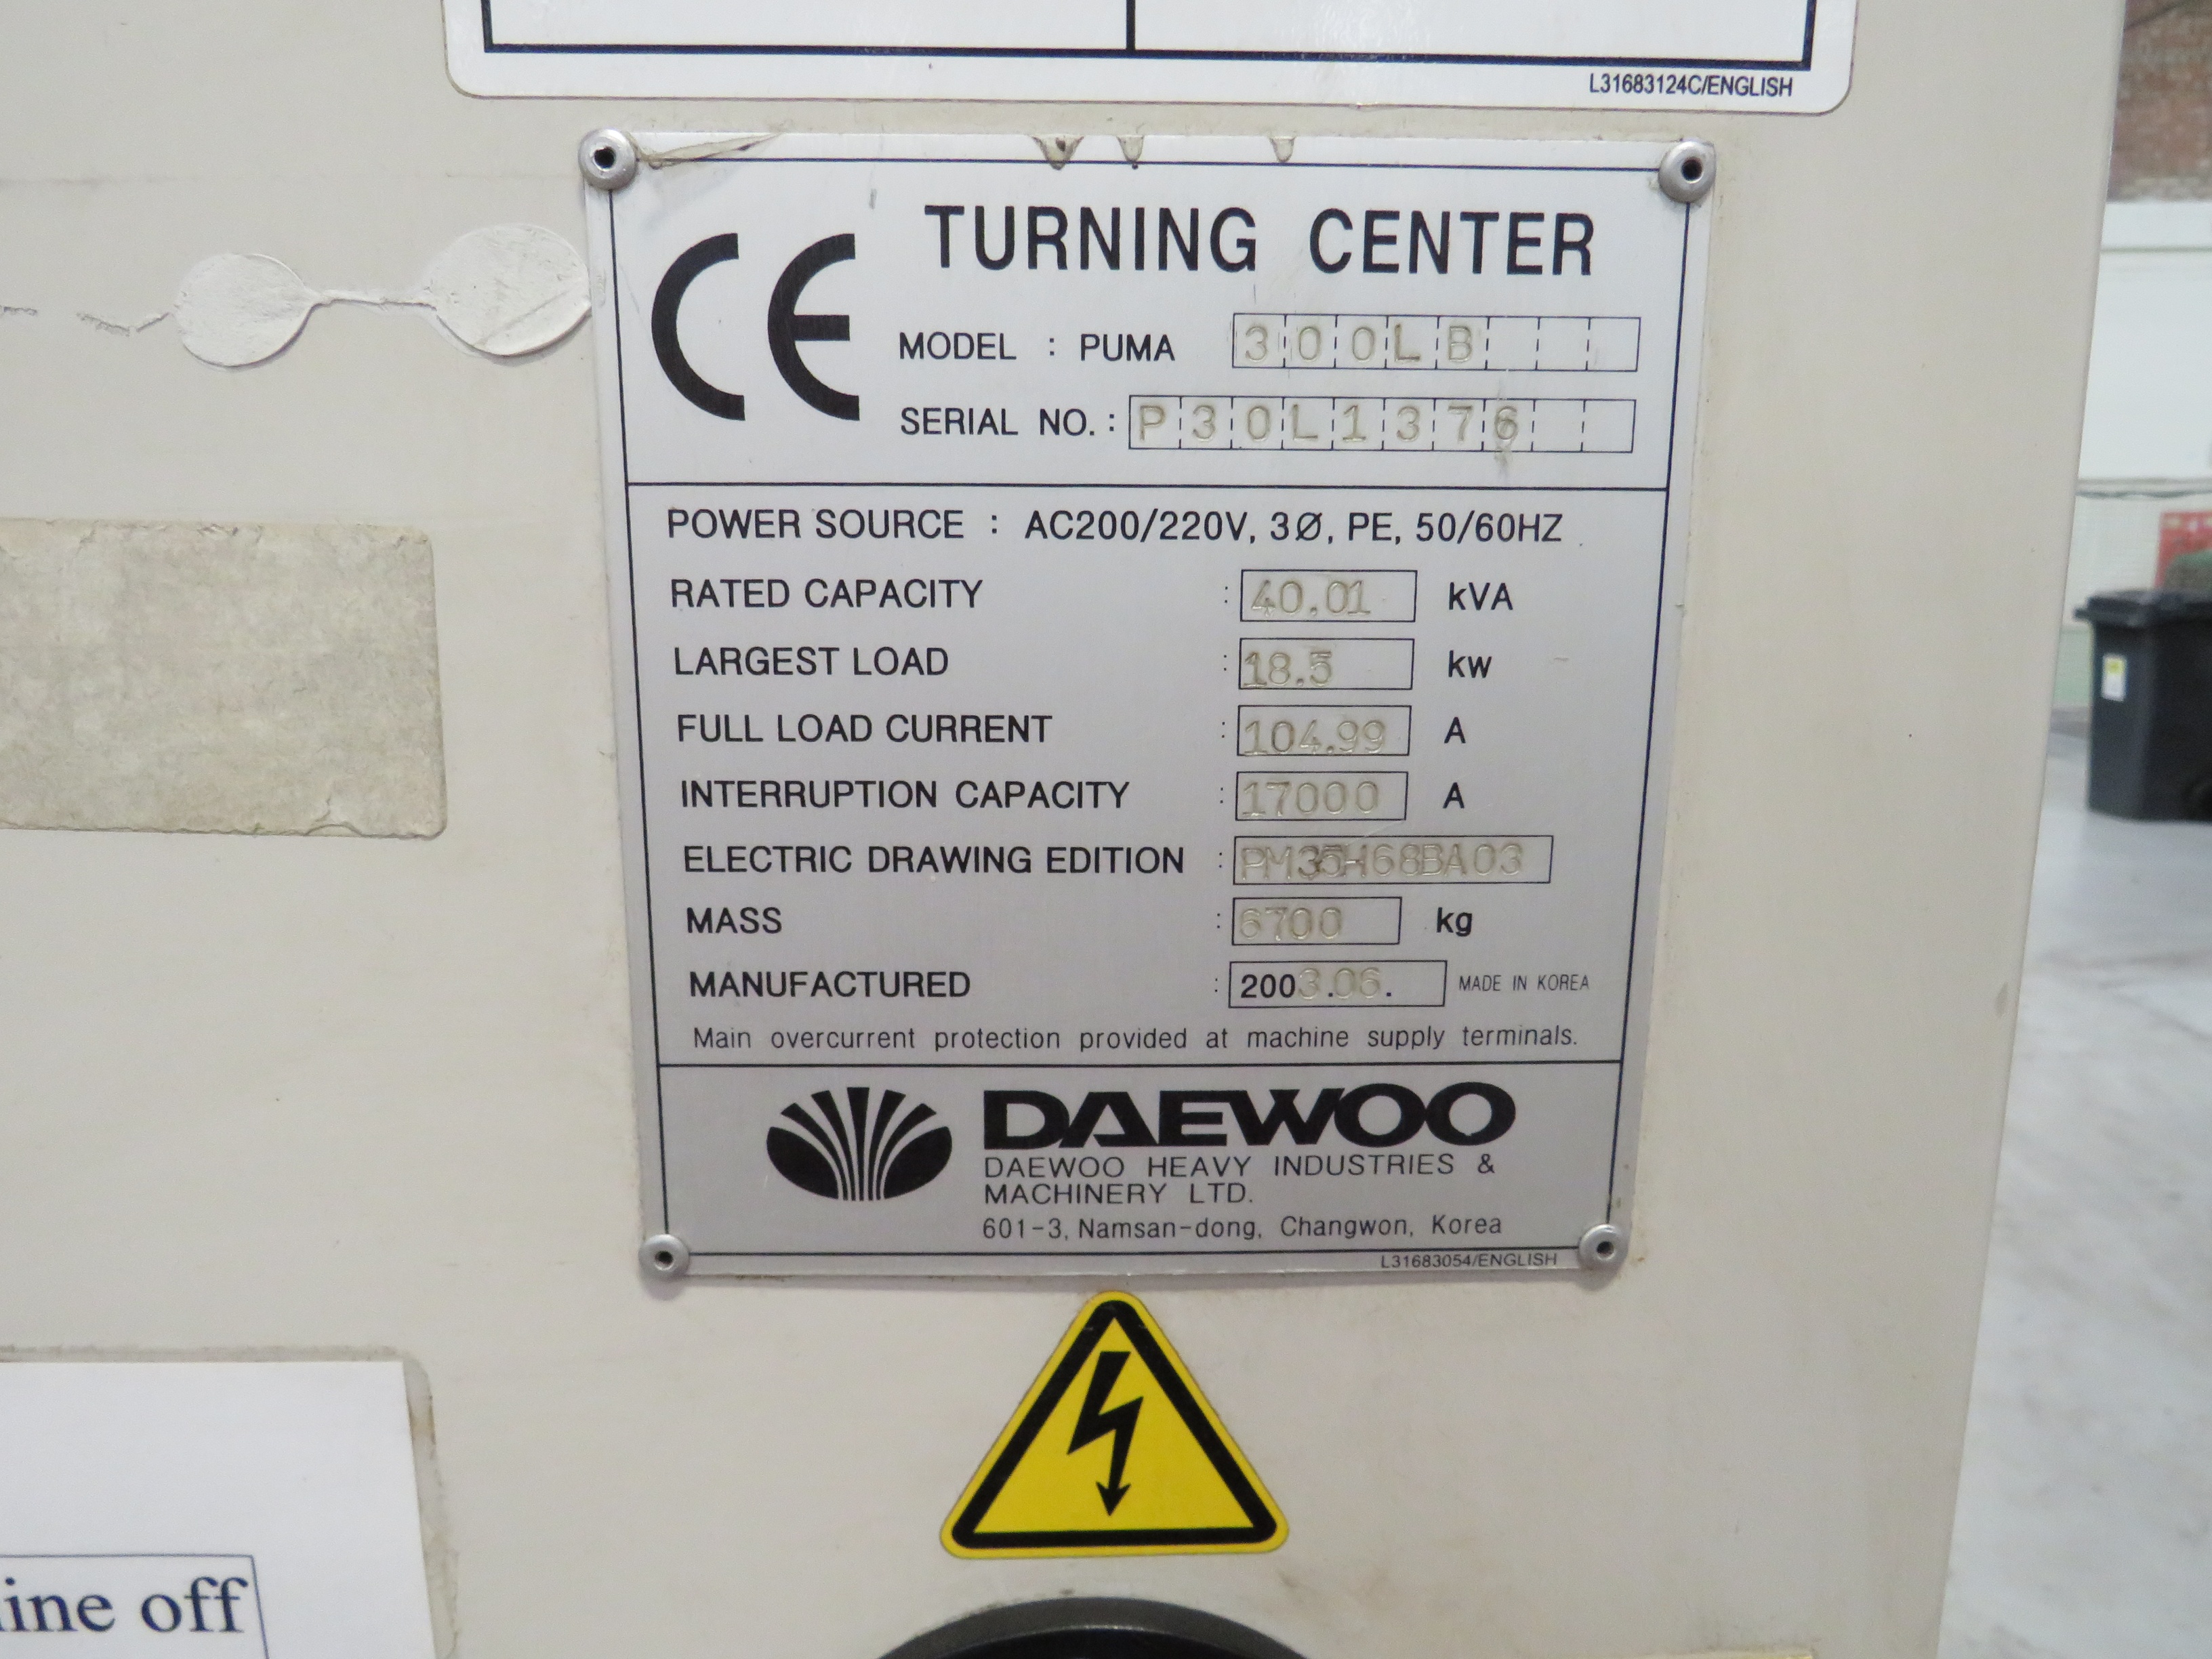 L31683124C/ENGLISH
CE TURNING CENTER
MODEL : PUMA 300LB
SERIAL NO. : P30L1376
POWER SOURCE : AC200/220V, 3Ø, PE, 50/60HZ
RATED CAPACITY : 40.01 kVA
LARGEST LOAD : 18.5 kw
FULL LOAD CURRENT : 104.99 A
INTERRUPTION CAPACITY : 17000 A
ELECTRIC DRAWING EDITION : PM35H68BA03
MASS : 6700 kg
MANUFACTURED : 2003.06. MADE IN KOREA
Main overcurrent protection provided at machine supply terminals.
DAEWOO
DAEWOO HEAVY INDUSTRIES &
MACHINERY LTD.
601-3, Namsan-dong, Changwon, Korea
L31683054/ENGLISH
ine off